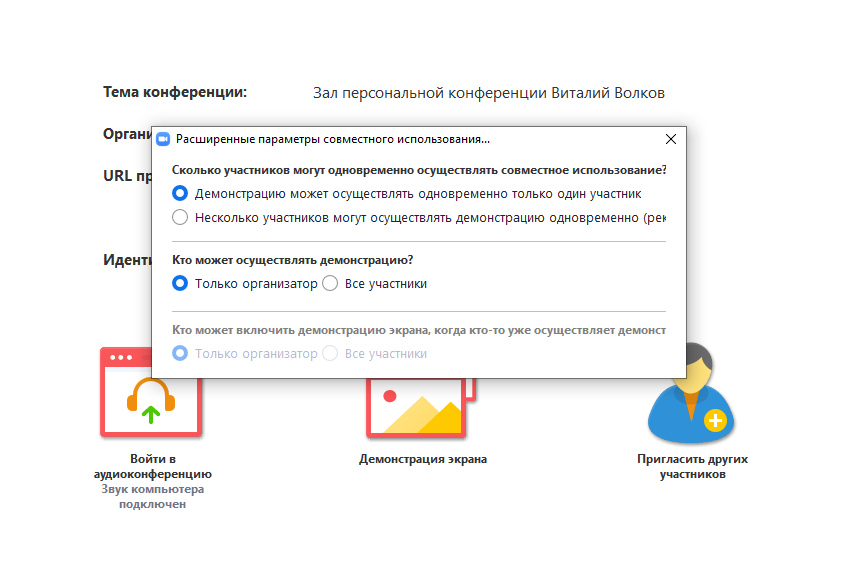 Тема конференции:
Зал персональной конференции Виталий Волков
Расширенные параметры совместного использования...
Сколько участников могут одновременно осуществлять совместное использование?
Демонстрацию может осуществлять одновременно только один участник
Несколько участников могут осуществлять демонстрацию одновременно (рек
Кто может осуществлять демонстрацию?
Только организатор
Все участники
Кто может включить демонстрацию экрана, когда кто-то уже осуществляет демонст
Только организатор
Все участники
Органи
URL пр
Иденти
Войти в
аудиоконференцию
Звук компьютера
подключен
Демонстрация экрана
Пригласить других
участников